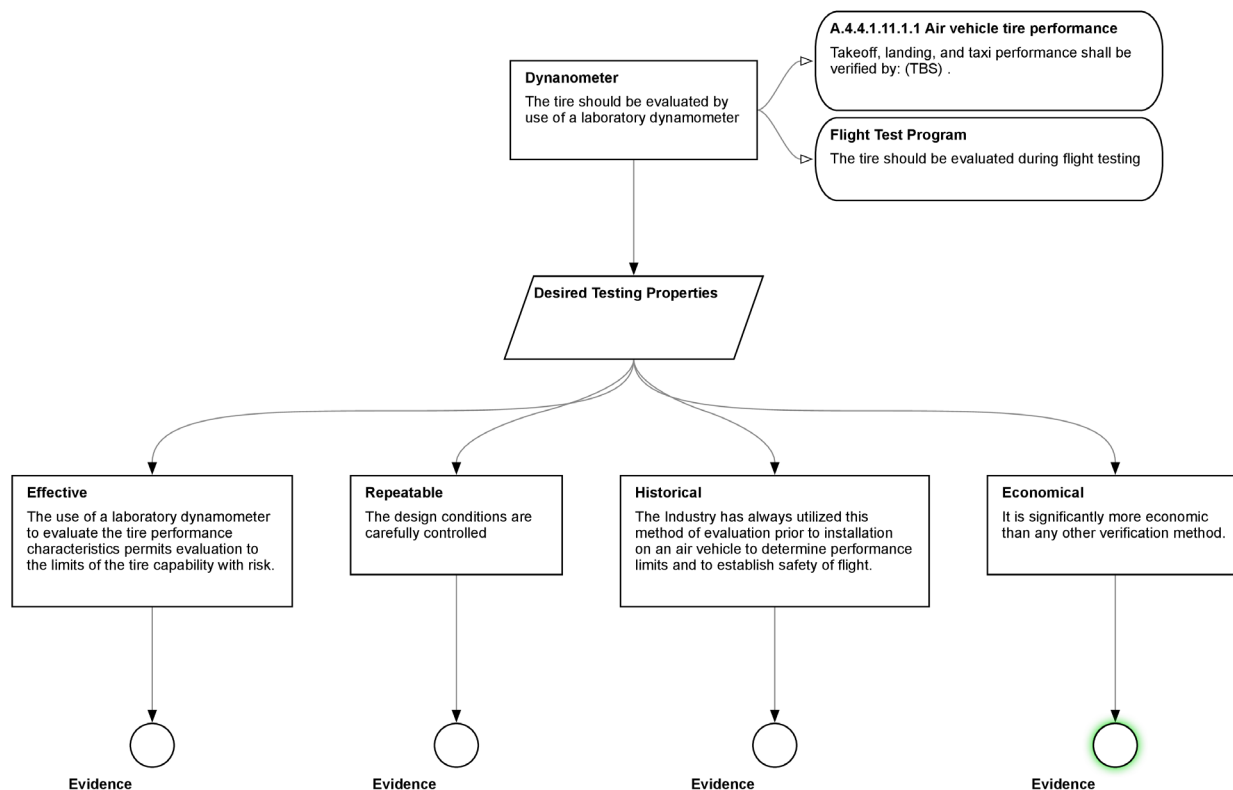 Dynanometer
The tire should be evaluated by
use of a laboratory dynamometer
A.4.4.1.11.1.1 Air vehicle tire performance
Takeoff, landing, and taxi performance shall be
verified by: (TBS) .
Flight Test Program
The tire should be evaluated during flight testing
Desired Testing Properties
Effective
The use of a laboratory dynamometer
to evaluate the tire performance
characteristics permits evaluation to
the limits of the tire capability with risk.
Repeatable
The design conditions are
carefully controlled
Historical
The Industry has always utilized this
method of evaluation prior to installation
on an air vehicle to determine performance
limits and to establish safety of flight.
Economical
It is significantly more economic
than any other verification method.
Evidence
Evidence
Evidence
Evidence